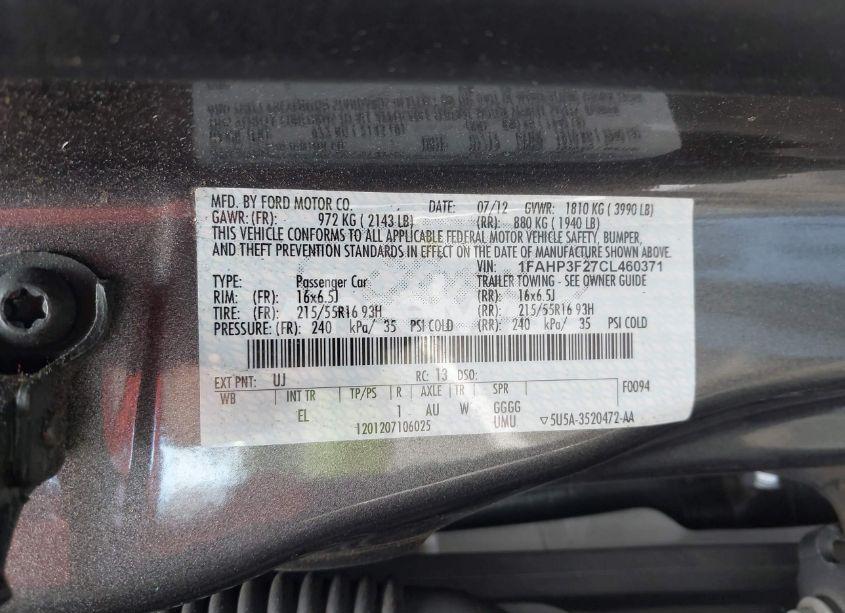 MFD. BY FORD MOTOR CO. DATE: 07/12 GVWR: 1810 KG ( 3990 LB)
GAWR: (FR): 972 KG ( 2143 LB) (RR): 880 KG ( 1940 LB)
THIS VEHICLE CONFORMS TO ALL APPLICABLE FEDERAL MOTOR VEHICLE SAFETY, BUMPER,
AND THEFT PREVENTION STANDARDS IN EFFECT ON THE DATE OF MANUFACTURE SHOWN ABOVE.
VIN: 1FAHP3F27CL460371
TYPE: Passenger Car TRAILER TOWING - SEE OWNER GUIDE
RIM: (FR): 16x6.5J (RR): 16x6.5J
TIRE: (FR): 215/55R16 93H (RR): 215/55R16 93H
PRESSURE: (FR): 240 kPa/ 35 PSI COLD (RR): 240 kPa/ 35 PSI COLD
EXT PNT: UJ RC: 13 DSO:
WB INT TR TP/PS R AXLE TR SPR F0094
EL 1 AU W GGGG
1201207106025 UMU ▽5U5A-3520472-AA